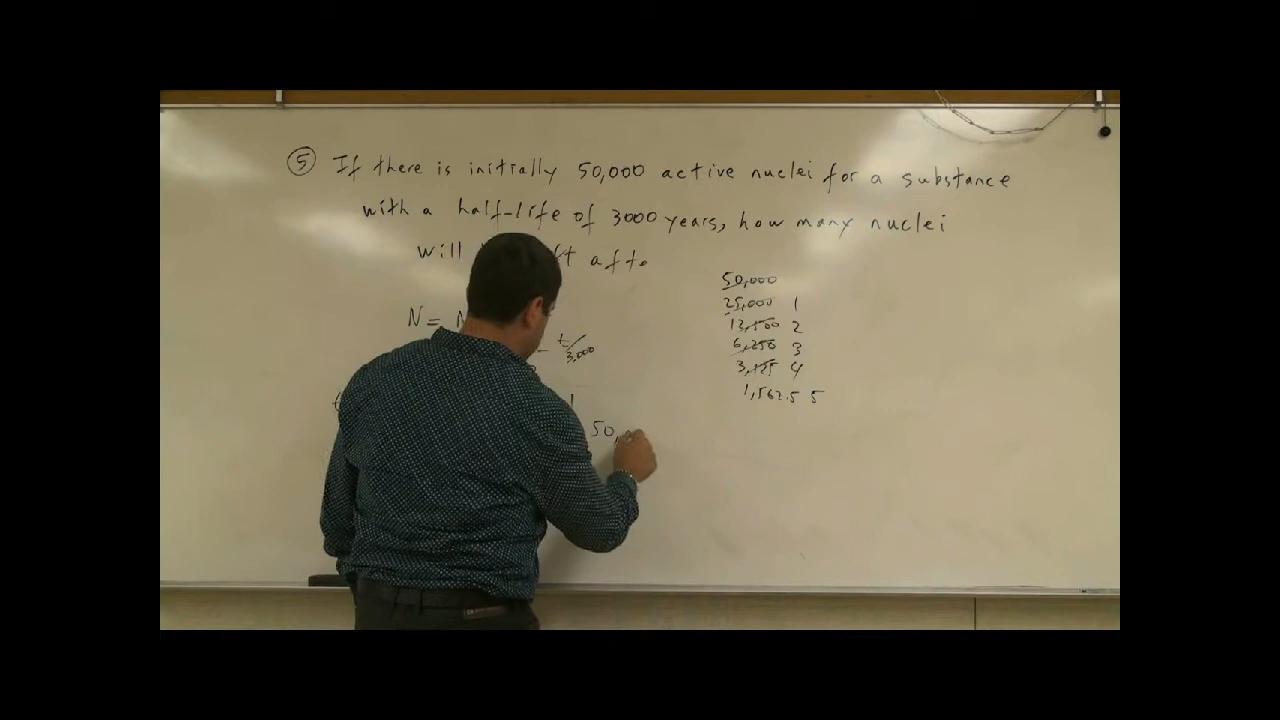 ⑤ If there is initially 50,000 active nuclei for a substance
with a half-life of 3000 years, how many nuclei
will aft
N=
- t/3,000
50,
50,000
25,000 1
12,500 2
6,250 3
3,125 4
1,562.5 5